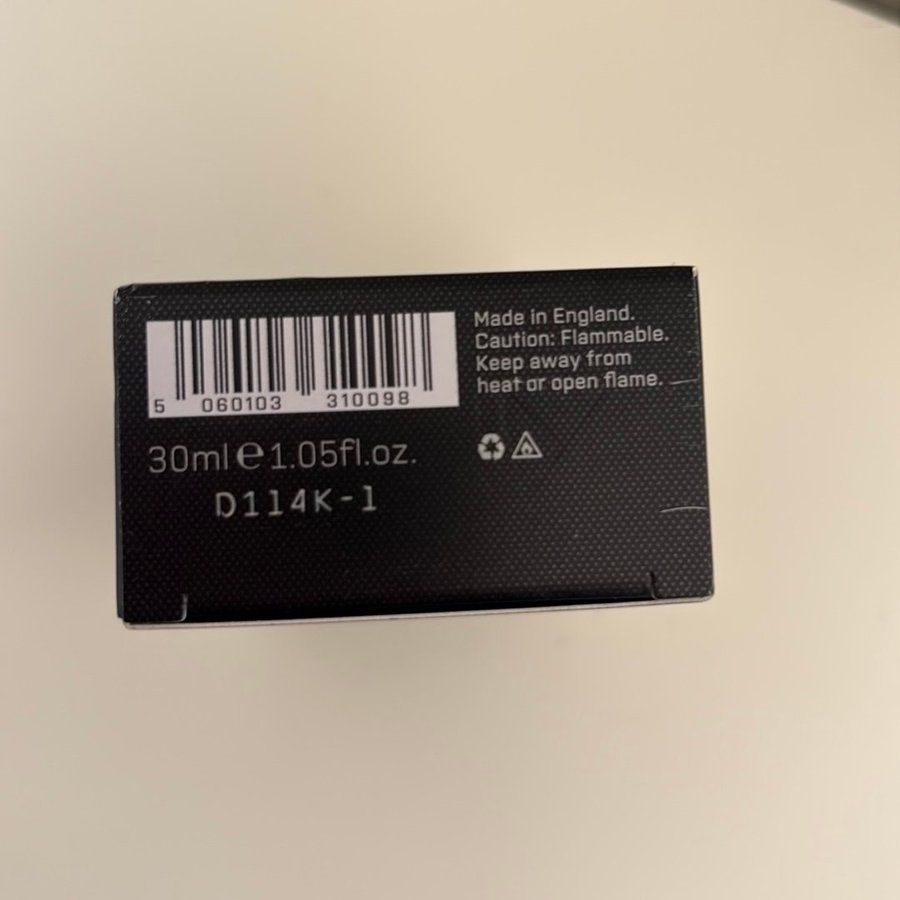 5 060103 310098
Made in England.
Caution: Flammable.
Keep away from
heat or open flame.
30ml e 1.05fl.oz.
D114K-1